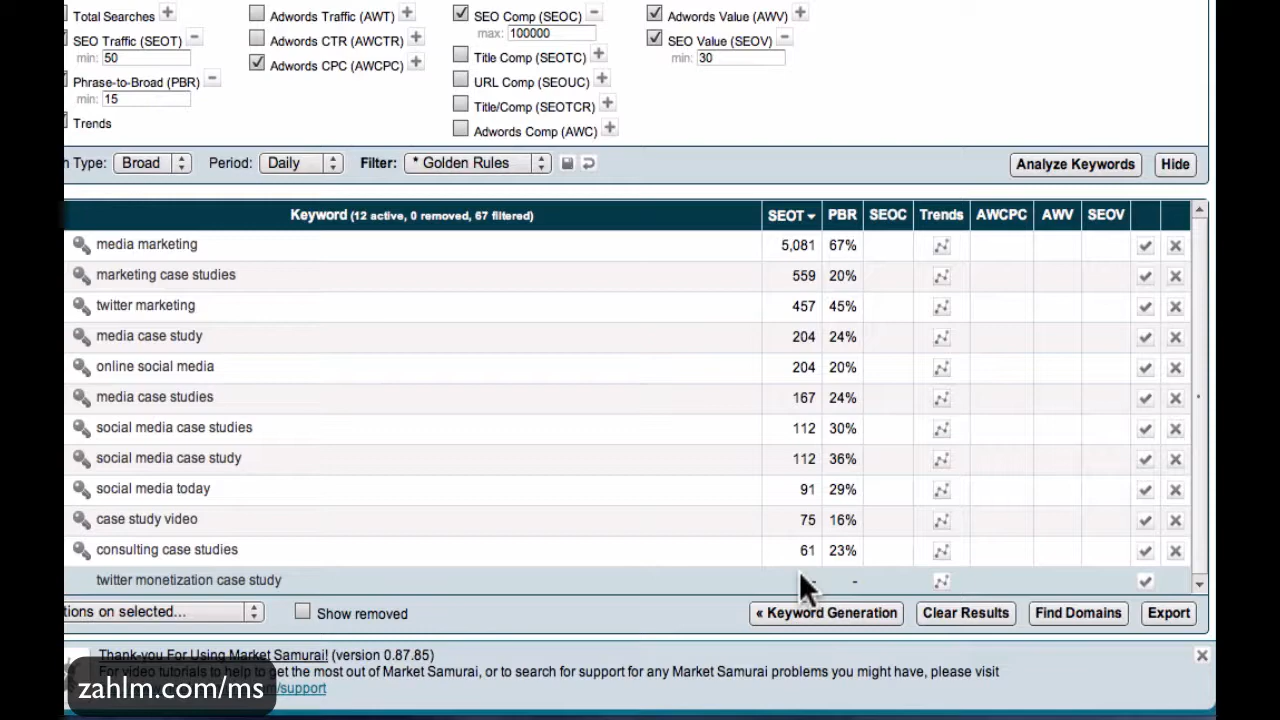 Total Searches + Adwords Traffic (AWT) + SEO Comp (SEOC) − Adwords Value (AWV) +
SEO Traffic (SEOT) − Adwords CTR (AWCTR) + max: 100000 SEO Value (SEOV) −
min: 50 Adwords CPC (AWCPC) + Title Comp (SEOTC) + min: 30
Phrase-to-Broad (PBR) − URL Comp (SEOUC) +
min: 15 Title/Comp (SEOTCR) +
Trends Adwords Comp (AWC) +
Type: Broad Period: Daily Filter: * Golden Rules Analyze Keywords Hide
Keyword (12 active, 0 removed, 67 filtered) SEOT PBR SEOC Trends AWCPC AWV SEOV
media marketing 5,081 67%
marketing case studies 559 20%
twitter marketing 457 45%
media case study 204 24%
online social media 204 20%
media case studies 167 24%
social media case studies 112 30%
social media case study 112 36%
social media today 91 29%
case study video 75 16%
consulting case studies 61 23%
twitter monetization case study - -
tions on selected... Show removed « Keyword Generation Clear Results Find Domains Export
Thank-you For Using Market Samurai! (version 0.87.85)
For video tutorials to help to get the most out of Market Samurai, or to search for support for any Market Samurai problems you might have, please visit
/support
zahlm.com/ms